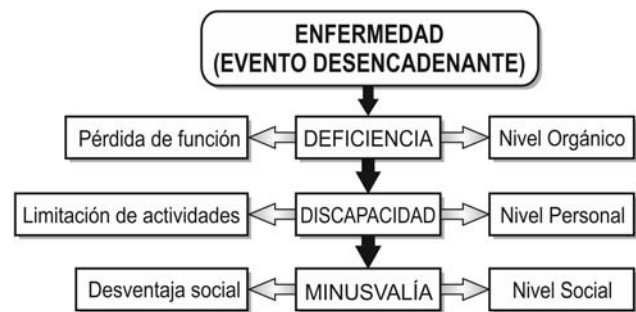 ENFERMEDAD
(EVENTO DESENCADENANTE)
Pérdida de función
DEFICIENCIA
Nivel Orgánico
Limitación de actividades
DISCAPACIDAD
Nivel Personal
Desventaja social
MINUSVALÍA
Nivel Social